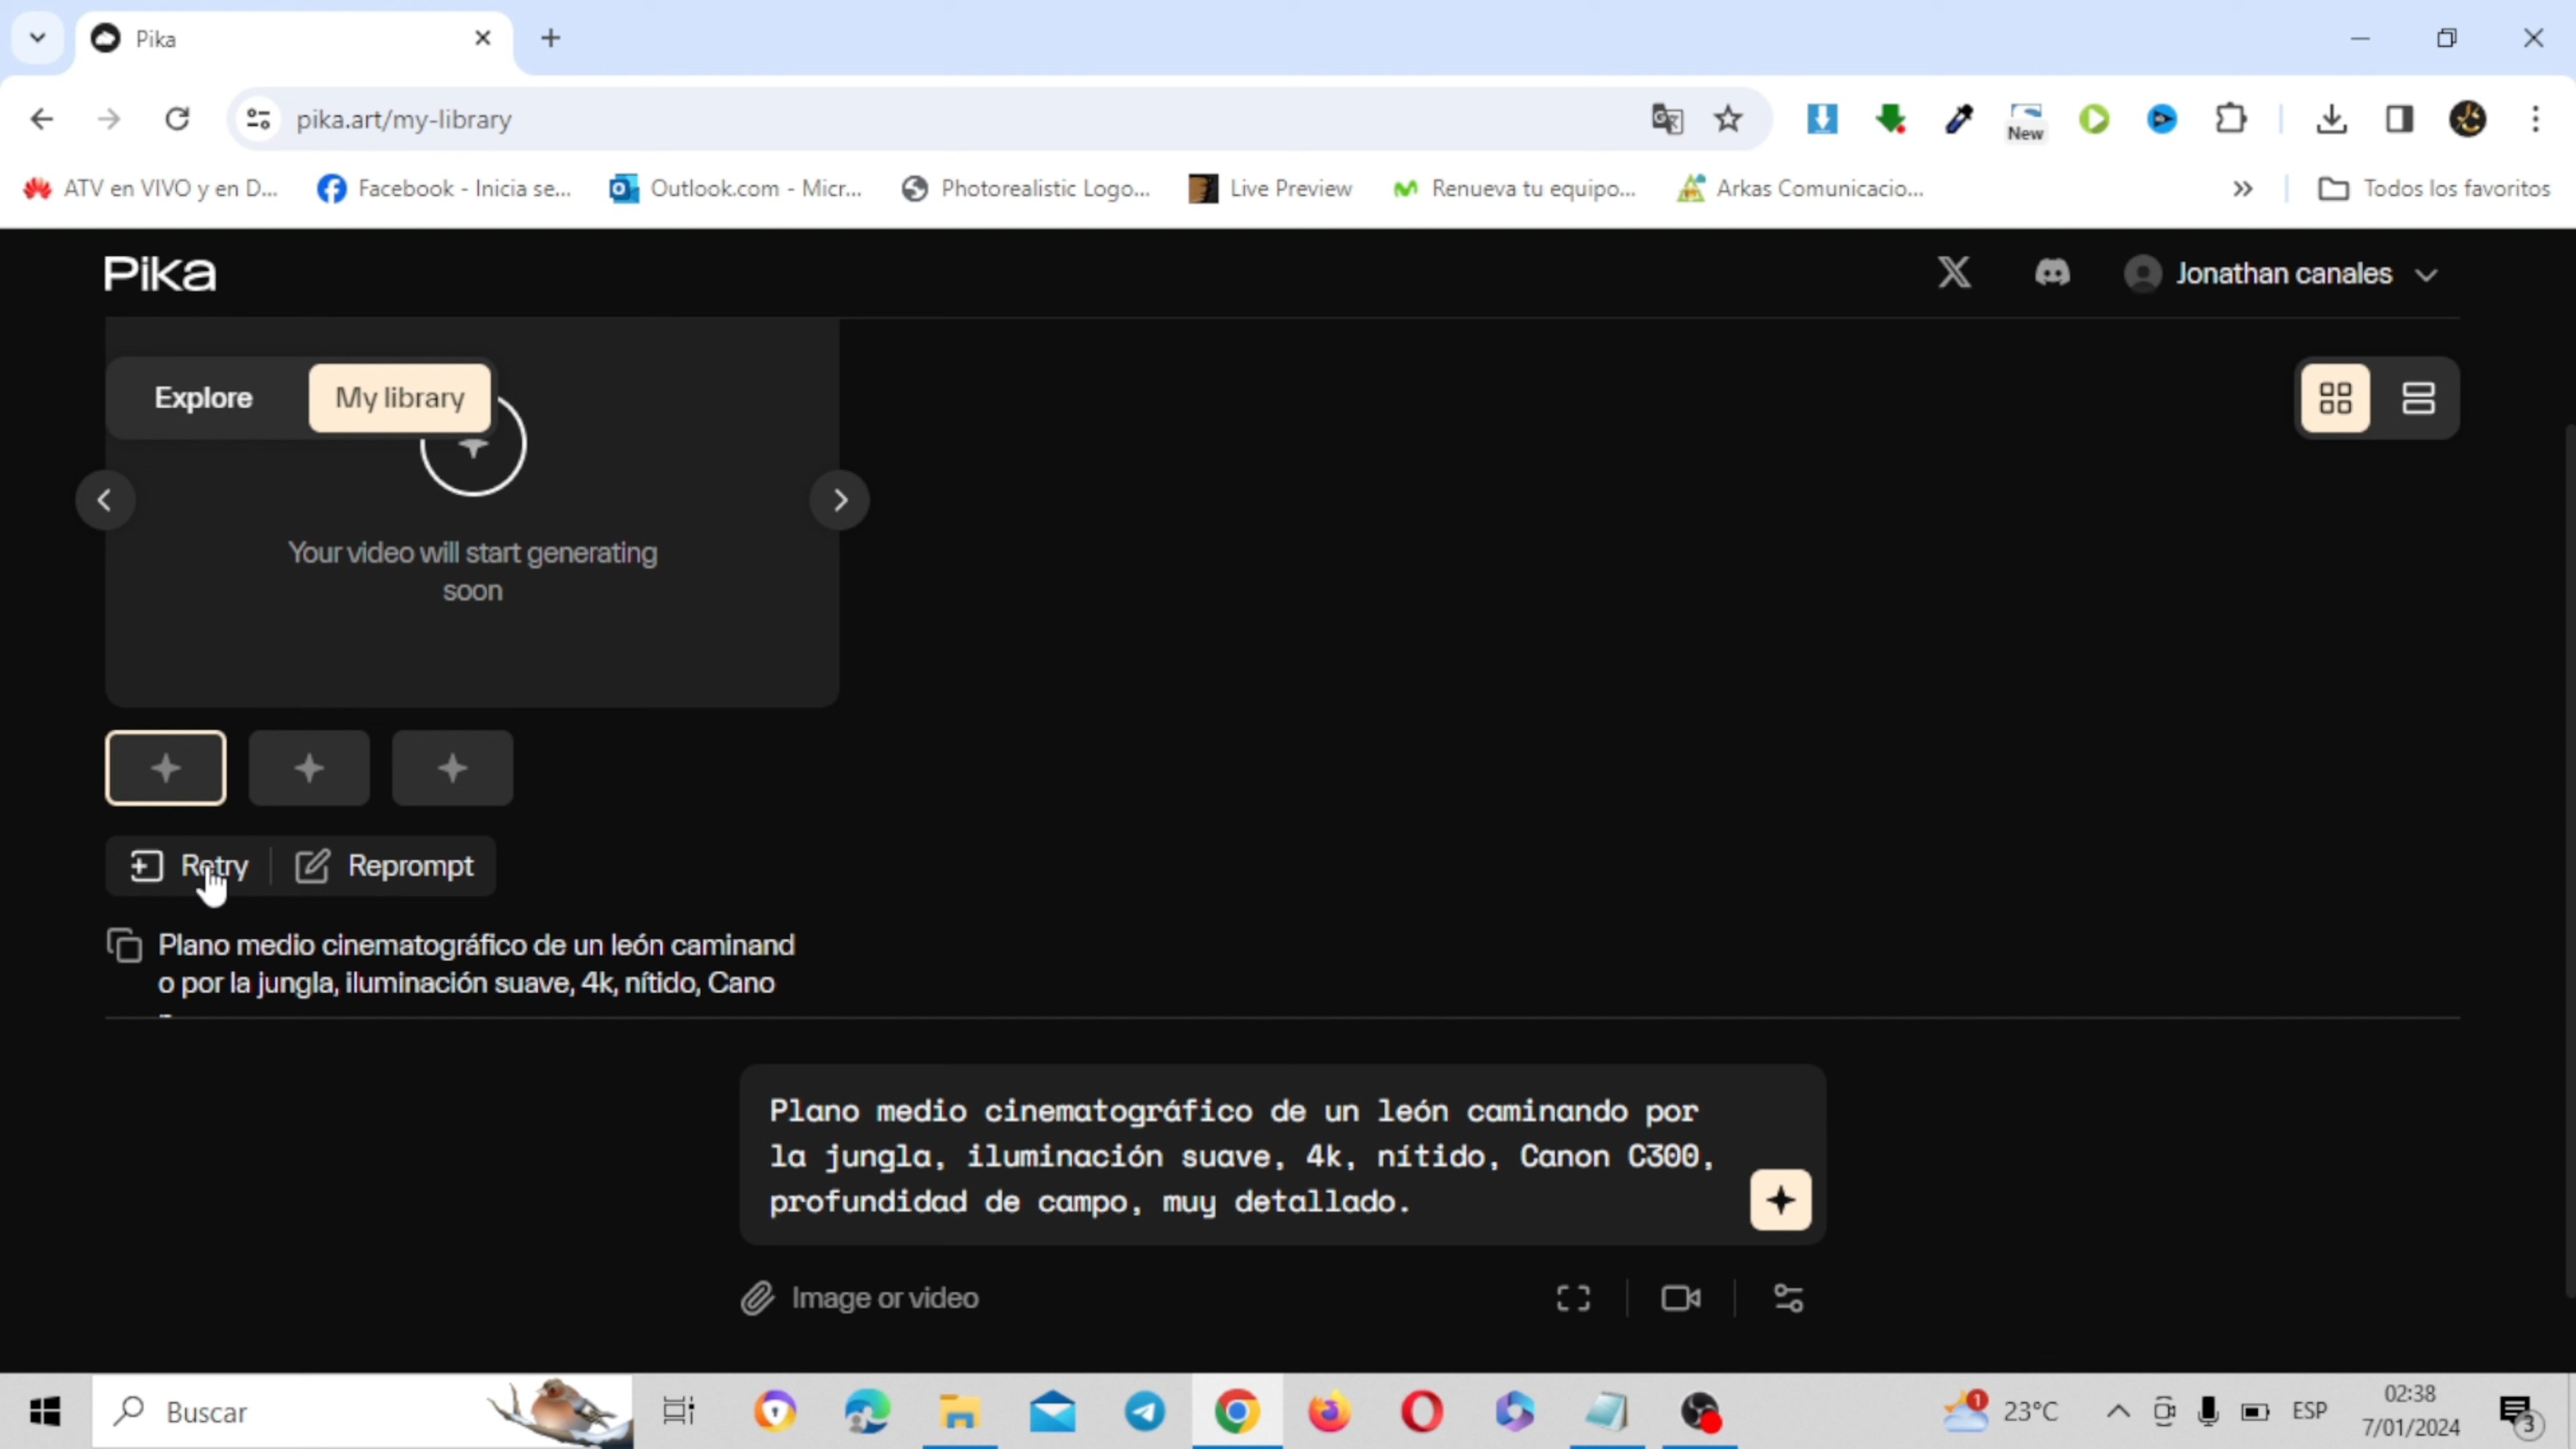 Pika
pika.art/my-library
New
ATV en VIVO y en D...
Facebook - Inicia se...
Outlook.com - Micr...
Photorealistic Logo...
Live Preview
Renueva tu equipo...
Arkas Comunicacio...
Todos los favoritos
Pika
Jonathan canales
Explore
My library
Your video will start generating
soon
Retry
Reprompt
Plano medio cinematográfico de un león caminand
o por la jungla, iluminación suave, 4k, nítido, Cano
Plano medio cinematográfico de un león caminando por
la jungla, iluminación suave, 4k, nítido, Canon C300,
profundidad de campo, muy detallado.
Image or video
Buscar
1
23°C
ESP
02:38
7/01/2024
3